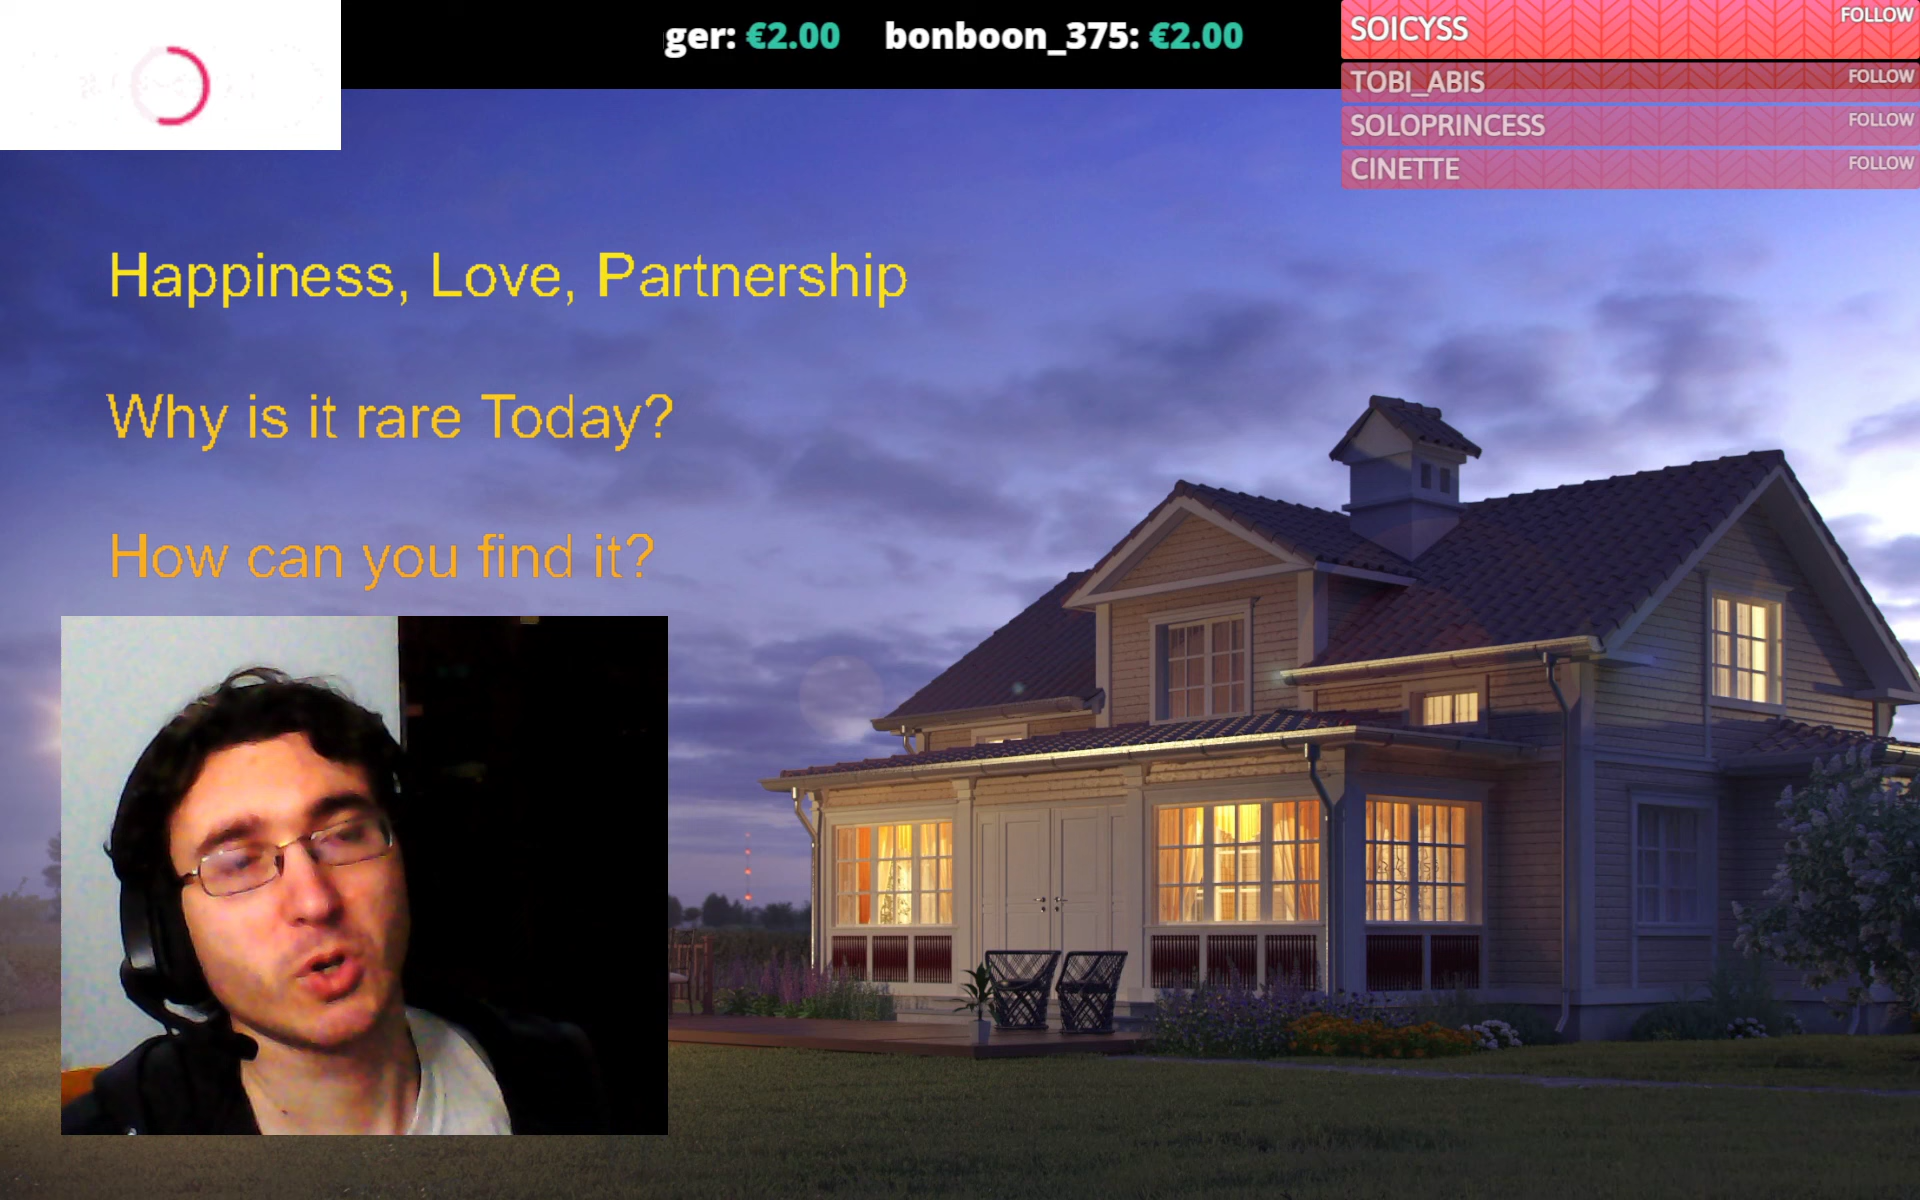 ger: €2.00 bonboon_375: €2.00
SOICYSS FOLLOW
TOBI_ABIS FOLLOW
SOLOPRINCESS FOLLOW
CINETTE FOLLOW
Happiness, Love, Partnership
Why is it rare Today?
How can you find it?